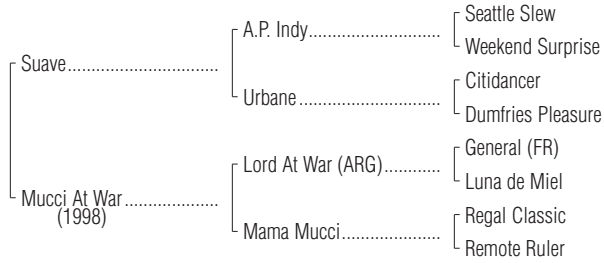 Seattle Slew
A.P. Indy
Weekend Surprise
Suave
Citidancer
Urbane
Dumfries Pleasure
General (FR)
Lord At War (ARG)
Luna de Miel
Mucci At War
(1998)
Regal Classic
Mama Mucci
Remote Ruler